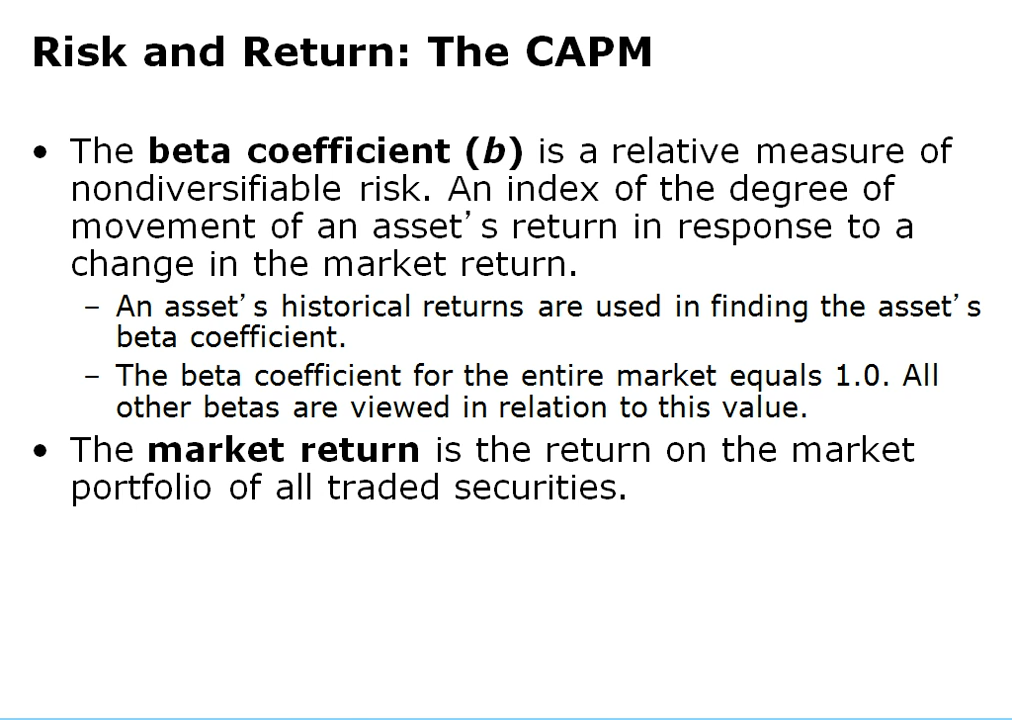 Risk and Return: The CAPM
• The beta coefficient (b) is a relative measure of
nondiversifiable risk. An index of the degree of
movement of an asset’s return in response to a
change in the market return.
– An asset’s historical returns are used in finding the asset’s
beta coefficient.
– The beta coefficient for the entire market equals 1.0. All
other betas are viewed in relation to this value.
• The market return is the return on the market
portfolio of all traded securities.